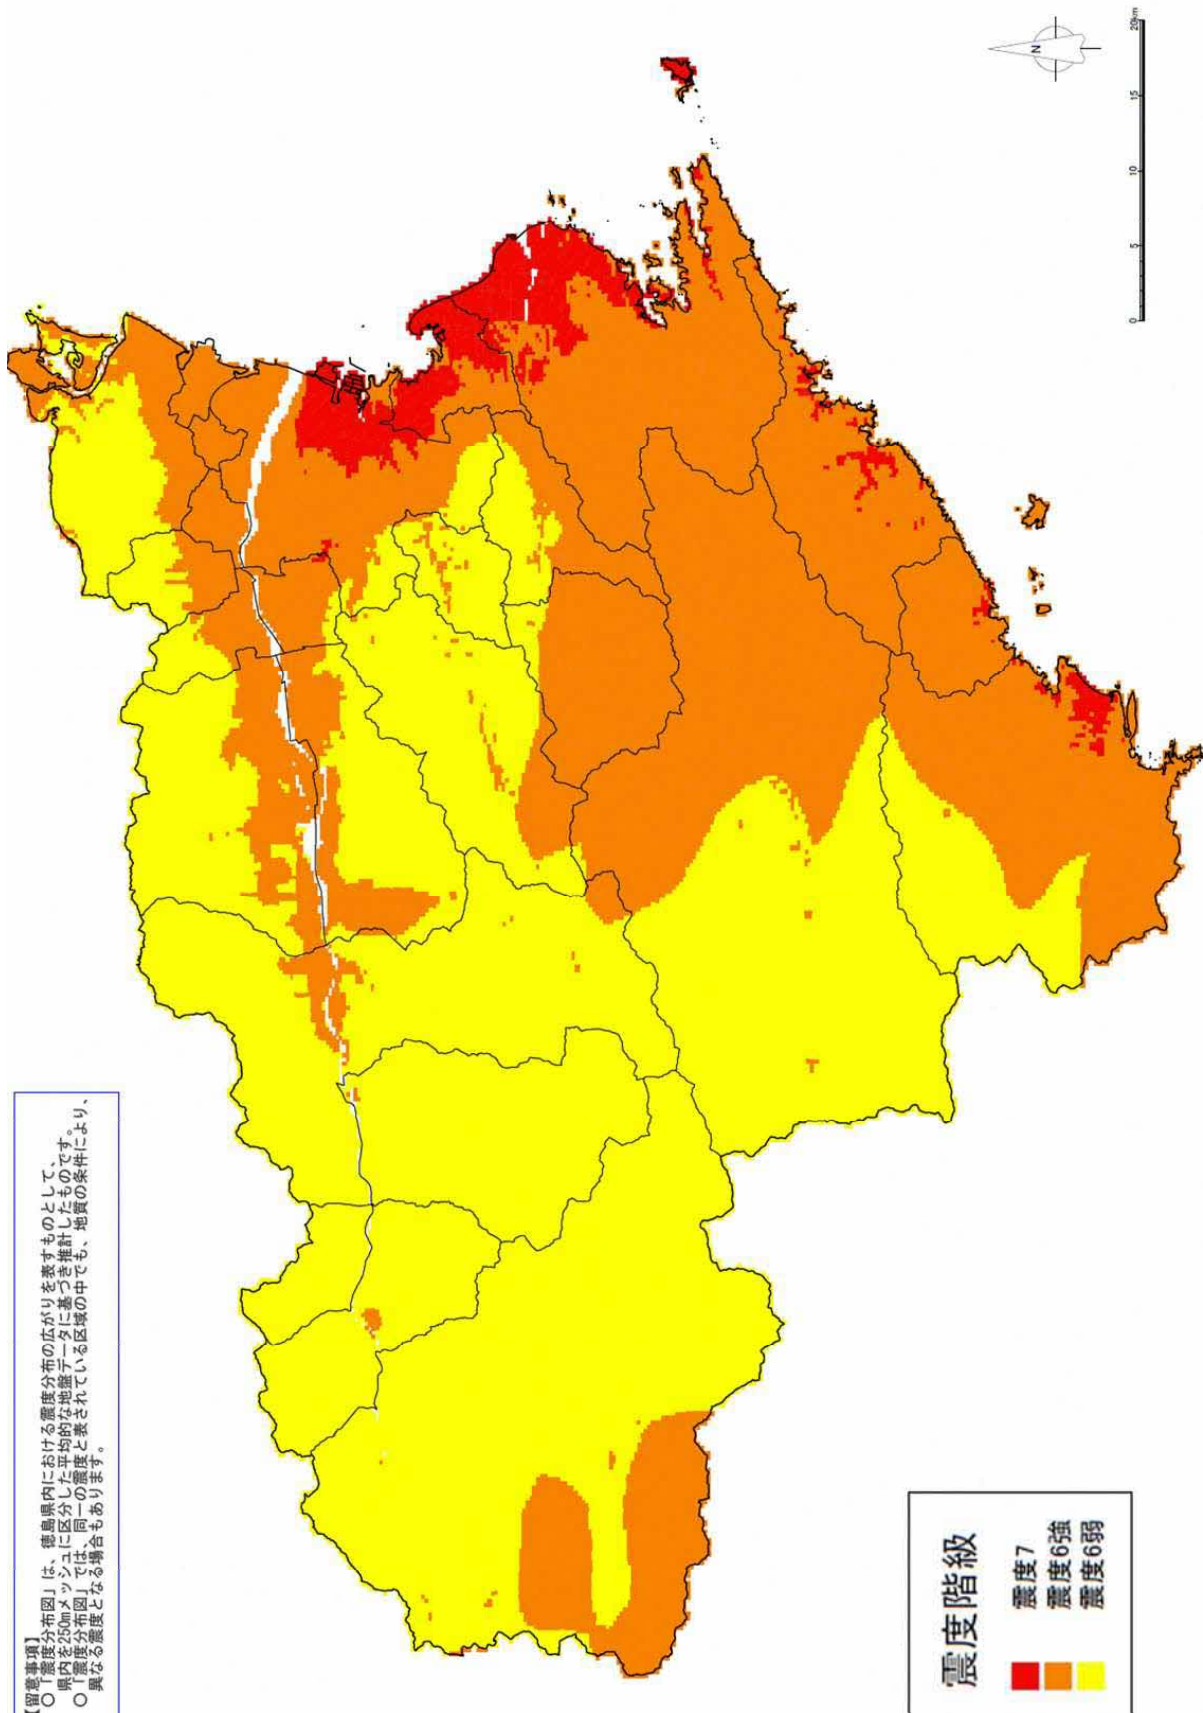 【留意事項】
○「震度分布図」は、徳島県内における震度分布の広がりを表すものとして、
県内を250mメッシュに区分した平均的な地盤データに基づき推計したものです。
○「震度分布図」では、同一の震度と表されている区域の中でも、地質の条件により、
異なる震度となる場合もあります。
N
0 5 10 15 20km
震度階級
震度7
震度6強
震度6弱